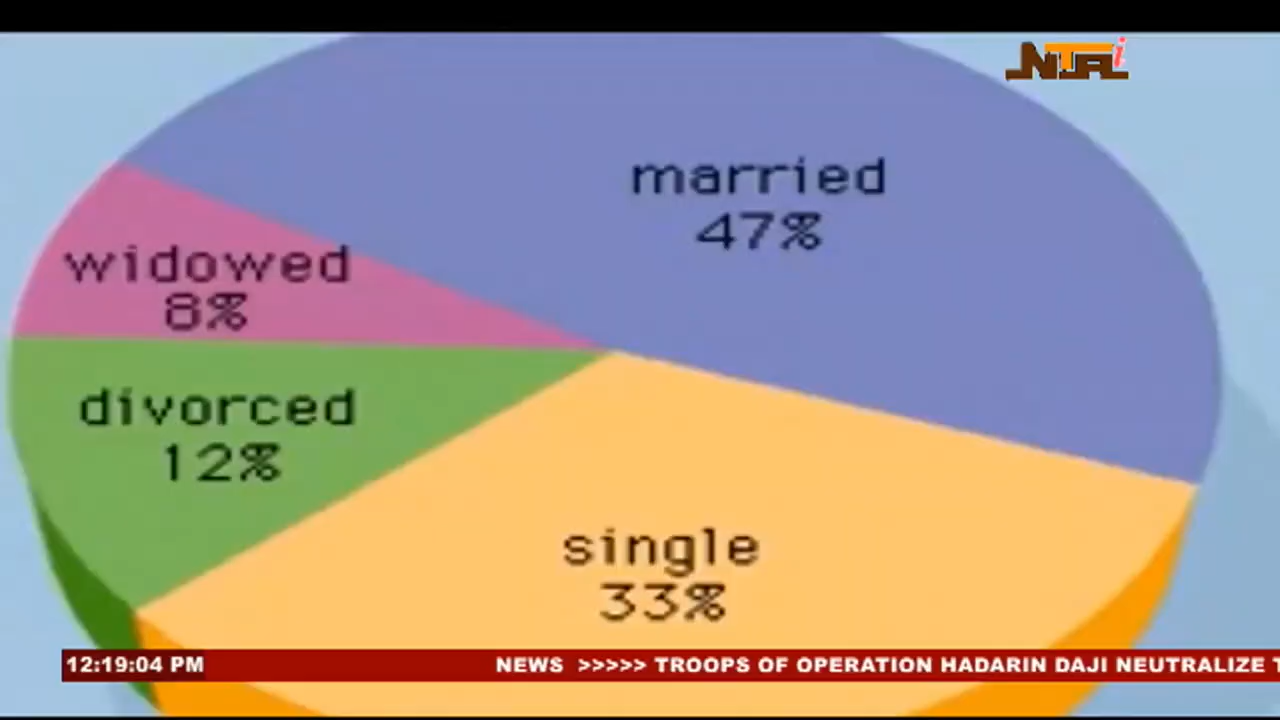 NTAi
married
47%
widowed
8%
divorced
12%
single
33%
12:19:04 PM
NEWS >>>>> TROOPS OF OPERATION HADARIN DAJI NEUTRALIZE